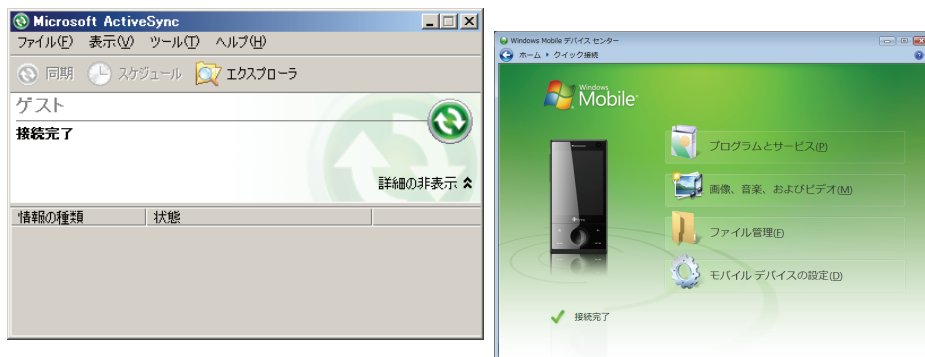 Microsoft ActiveSync
ファイル(F) 表示(V) ツール(T) ヘルプ(H)
同期 スケジュール エクスプローラ
ゲスト
接続完了
詳細の非表示
情報の種類 状態
Windows Mobile デバイス センター
ホーム ▸ クイック接続
Windows
Mobile
プログラムとサービス(P)
画像、音楽、およびビデオ(M)
ファイル管理(F)
モバイル デバイスの設定(D)
接続完了